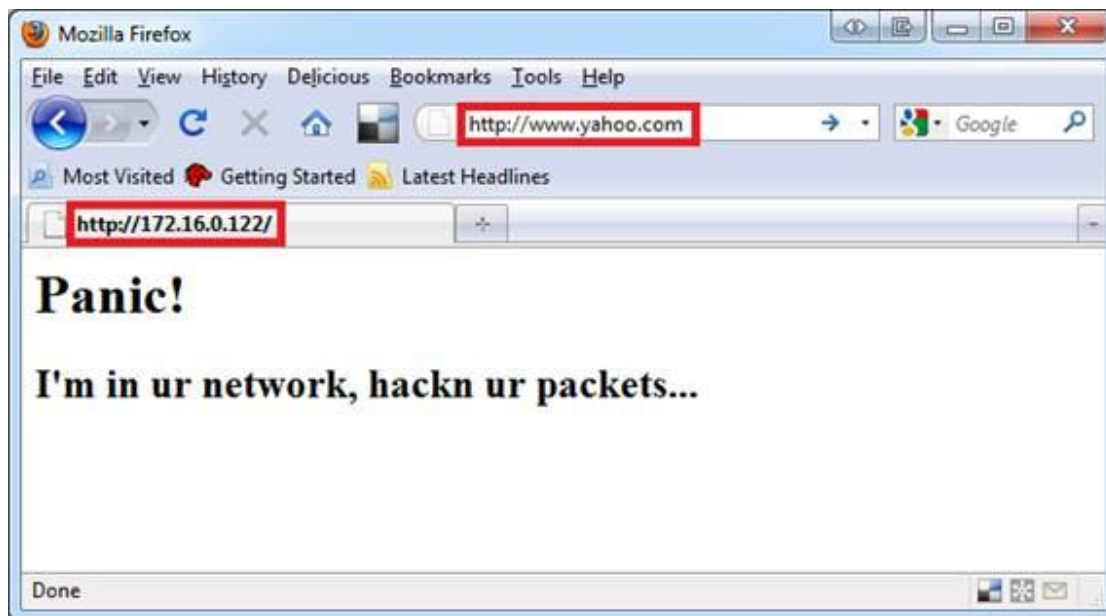 Mozilla Firefox
File Edit View History Delicious Bookmarks Tools Help
http://www.yahoo.com Google
Most Visited Getting Started Latest Headlines
http://172.16.0.122/
Panic!
I'm in ur network, hackn ur packets...
Done